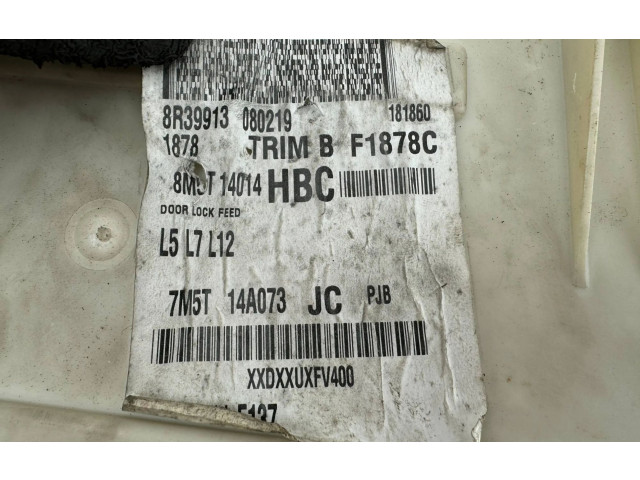 8R39913 080219 181860
1878 TRIM B F1878C
8M5T 14014 HBC
DOOR LOCK FEED
L5 L7 L12
7M5T 14A073 JC PJB
XXDXXUXFV400